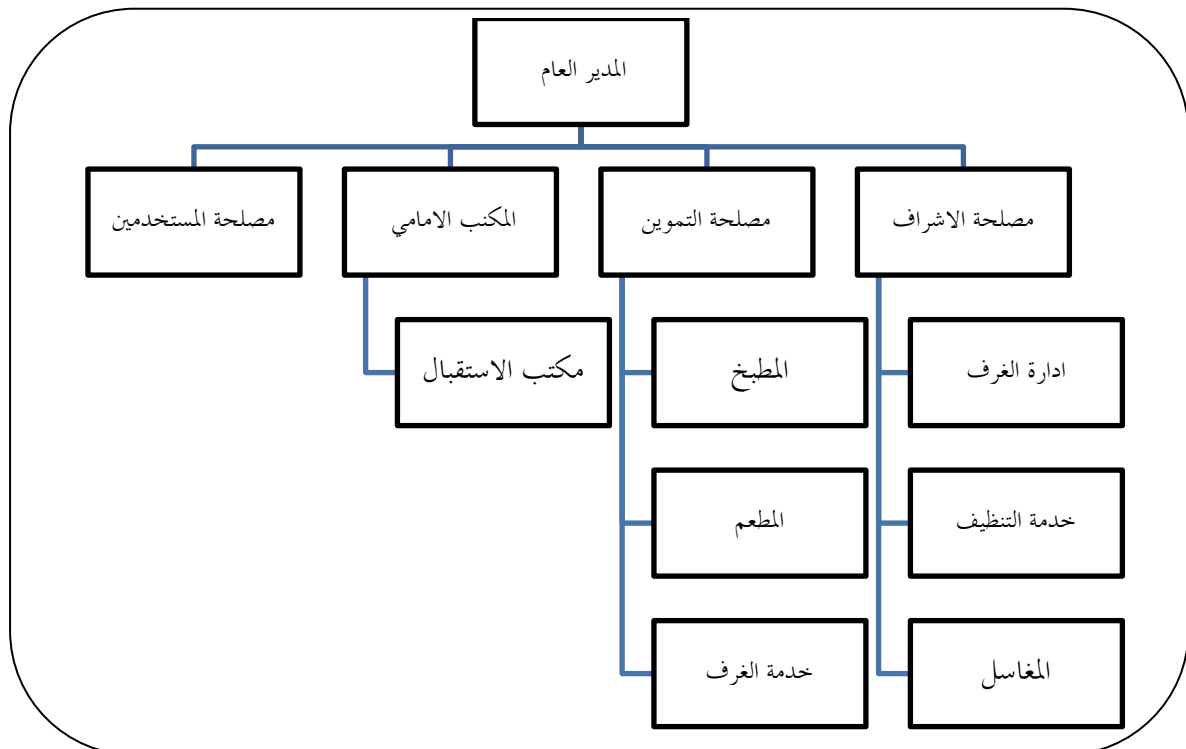 المدير العام
مصلحة الاشراف
مصلحة التموين
المكنب الامامي
مصلحة المستخدمين
ادارة الغرف
المطبخ
مكتب الاستقبال
خدمة التنظيف
المطعم
المغاسل
خدمة الغرف